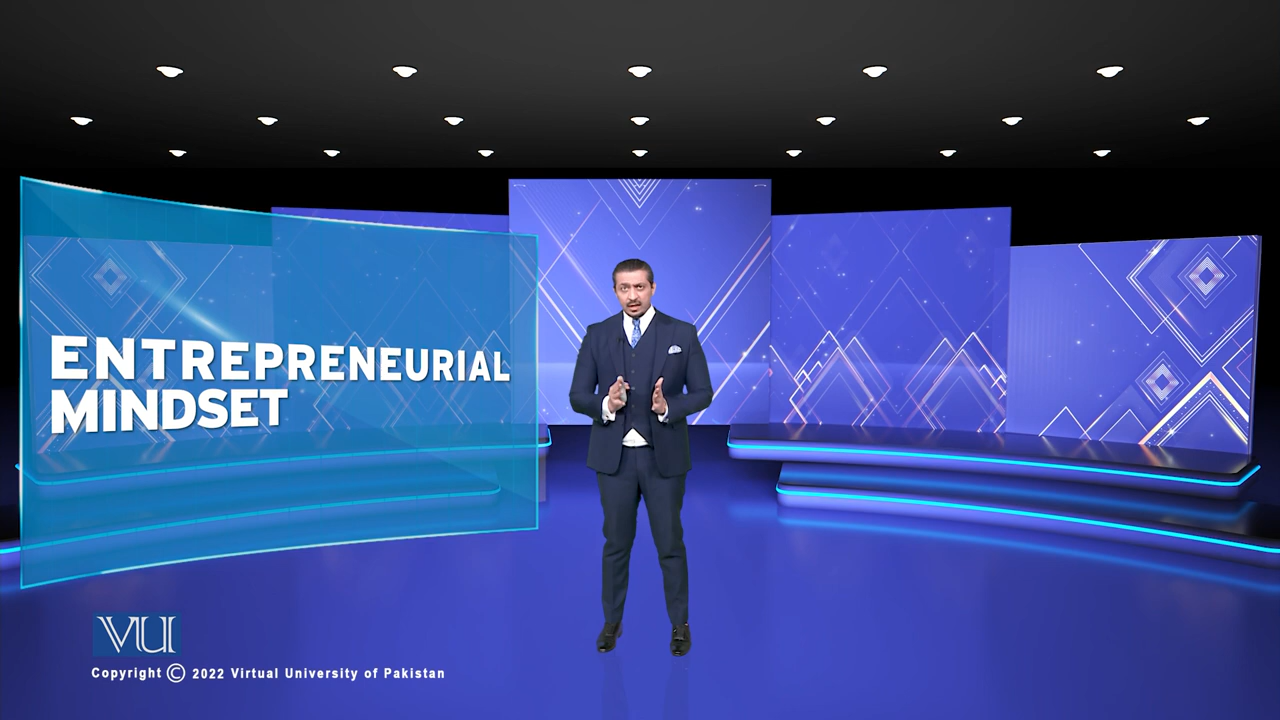 ENTREPRENEURIAL
MINDSET
VU
Copyright © 2022 Virtual University of Pakistan